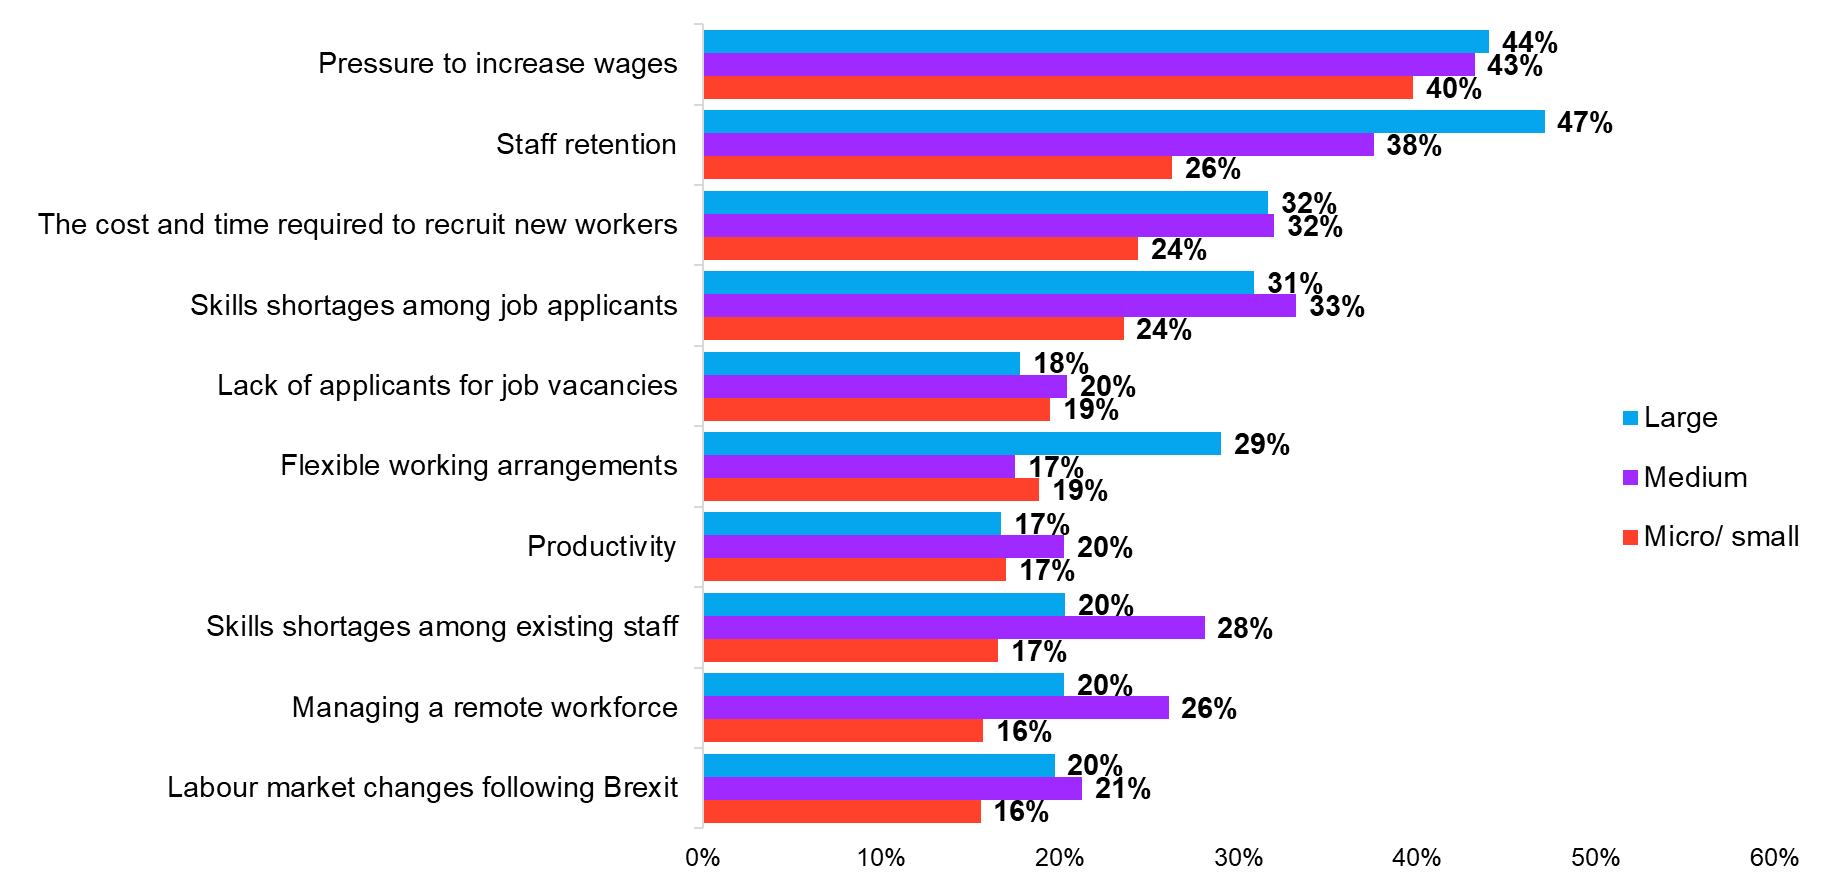 Pressure to increase wages
44%
43%
40%
Staff retention
47%
38%
26%
The cost and time required to recruit new workers
32%
32%
24%
Skills shortages among job applicants
31%
33%
24%
Lack of applicants for job vacancies
18%
20%
19%
Flexible working arrangements
29%
17%
19%
Productivity
17%
20%
17%
Skills shortages among existing staff
20%
28%
17%
Managing a remote workforce
20%
26%
16%
Labour market changes following Brexit
20%
21%
16%
Large
Medium
Micro/ small
0% 10% 20% 30% 40% 50% 60%